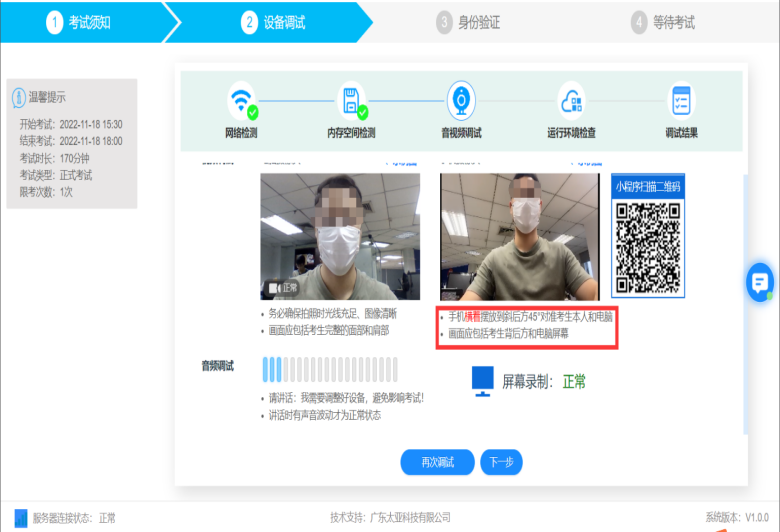 1 考试须知
2 设备调试
3 身份验证
4 等待考试
温馨提示
开始考试：2022-11-18 15:30
结束考试：2022-11-18 18:00
考试时长：170分钟
考试类型：正式考试
限考次数：1次
网络检测
内存空间检测
音视频调试
运行环境检查
调试结果
正常
小程序扫描二维码
• 务必确保拍照时光线充足、图像清晰
• 画面应包括考生完整的面部和肩部
• 手机横着摆放到斜后方45°对准考生本人和电脑
• 画面应包括考生背后方和电脑屏幕
音频调试
• 请讲话：我需要调整好设备，避免影响考试!
• 讲话时有声音波动才为正常状态
屏幕录制： 正常
再次调试
下一步
服务器连接状态： 正常
技术支持：广东太亚科技有限公司
系统版本：V1.0.0